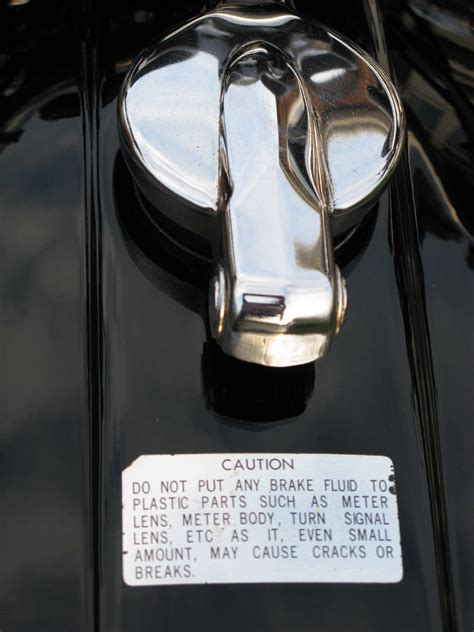 CAUTION
DO NOT PUT ANY BRAKE FLUID TO
PLASTIC PARTS SUCH AS METER
LENS, METER BODY, TURN SIGNAL
LENS, ETC AS IT, EVEN SMALL
AMOUNT, MAY CAUSE CRACKS OR
BREAKS.